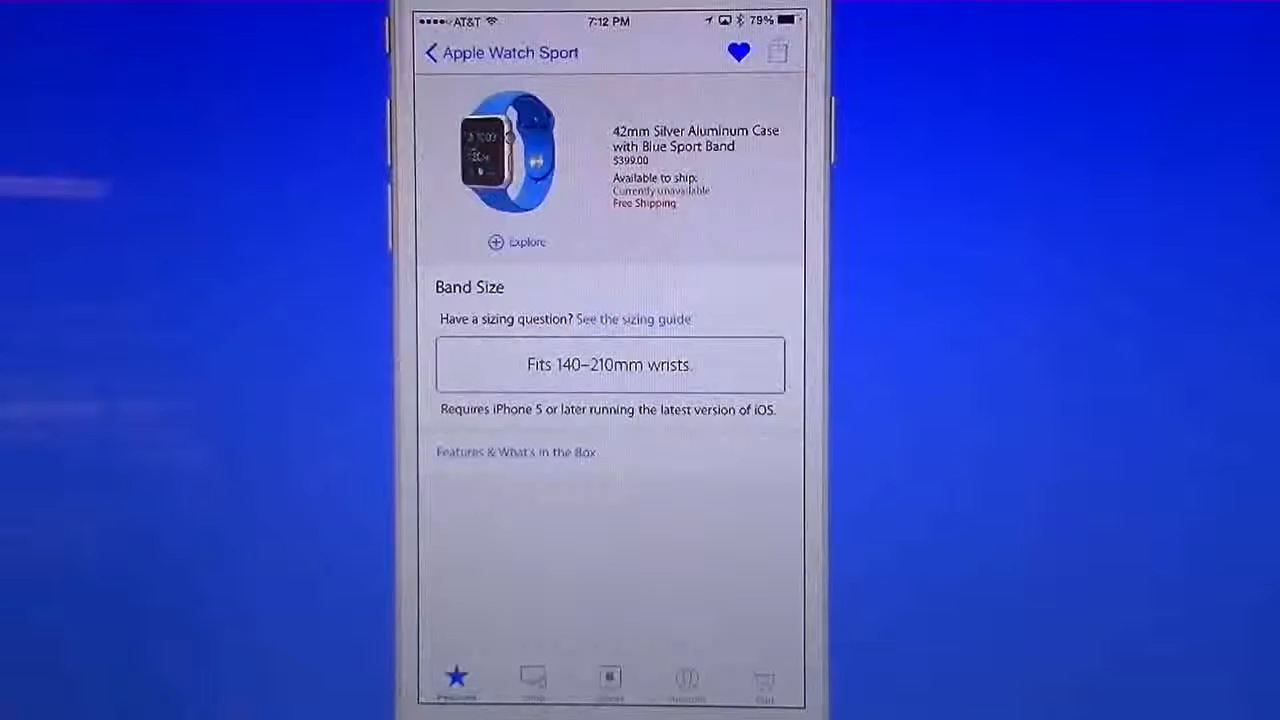 AT&T 7:12 PM 79%
Apple Watch Sport
42mm Silver Aluminum Case
with Blue Sport Band
$399.00
Available to ship:
Currently unavailable
Free Shipping
Explore
Band Size
Have a sizing question? See the sizing guide
Fits 140–210mm wrists.
Requires iPhone 5 or later running the latest version of iOS.
Features & What's in the Box